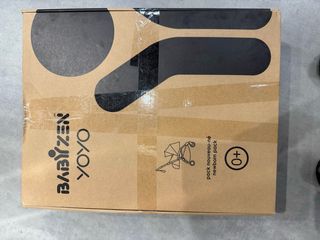 BABYZEN
YOYO
pack nouveau-né
newborn pack
0+